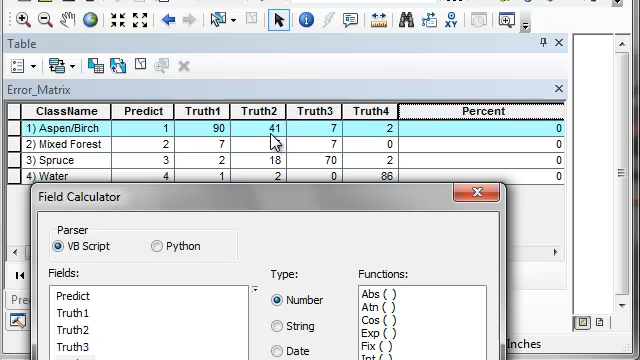 XY
Table
Error_Matrix
ClassName Predict Truth1 Truth2 Truth3 Truth4 Percent
1) Aspen/Birch 1 90 41 7 2 0
2) Mixed Forest 2 7 7 0 0
3) Spruce 3 2 18 70 2 0
4) Water 4 1 2 0 86 0
Field Calculator
Parser
VB Script Python
Fields: Type: Functions:
Predict
Truth1
Truth2
Truth3
Number
String
Date
Abs ( )
Atn ( )
Cos ( )
Exp ( )
Fix ( )
Int ( )
Inches